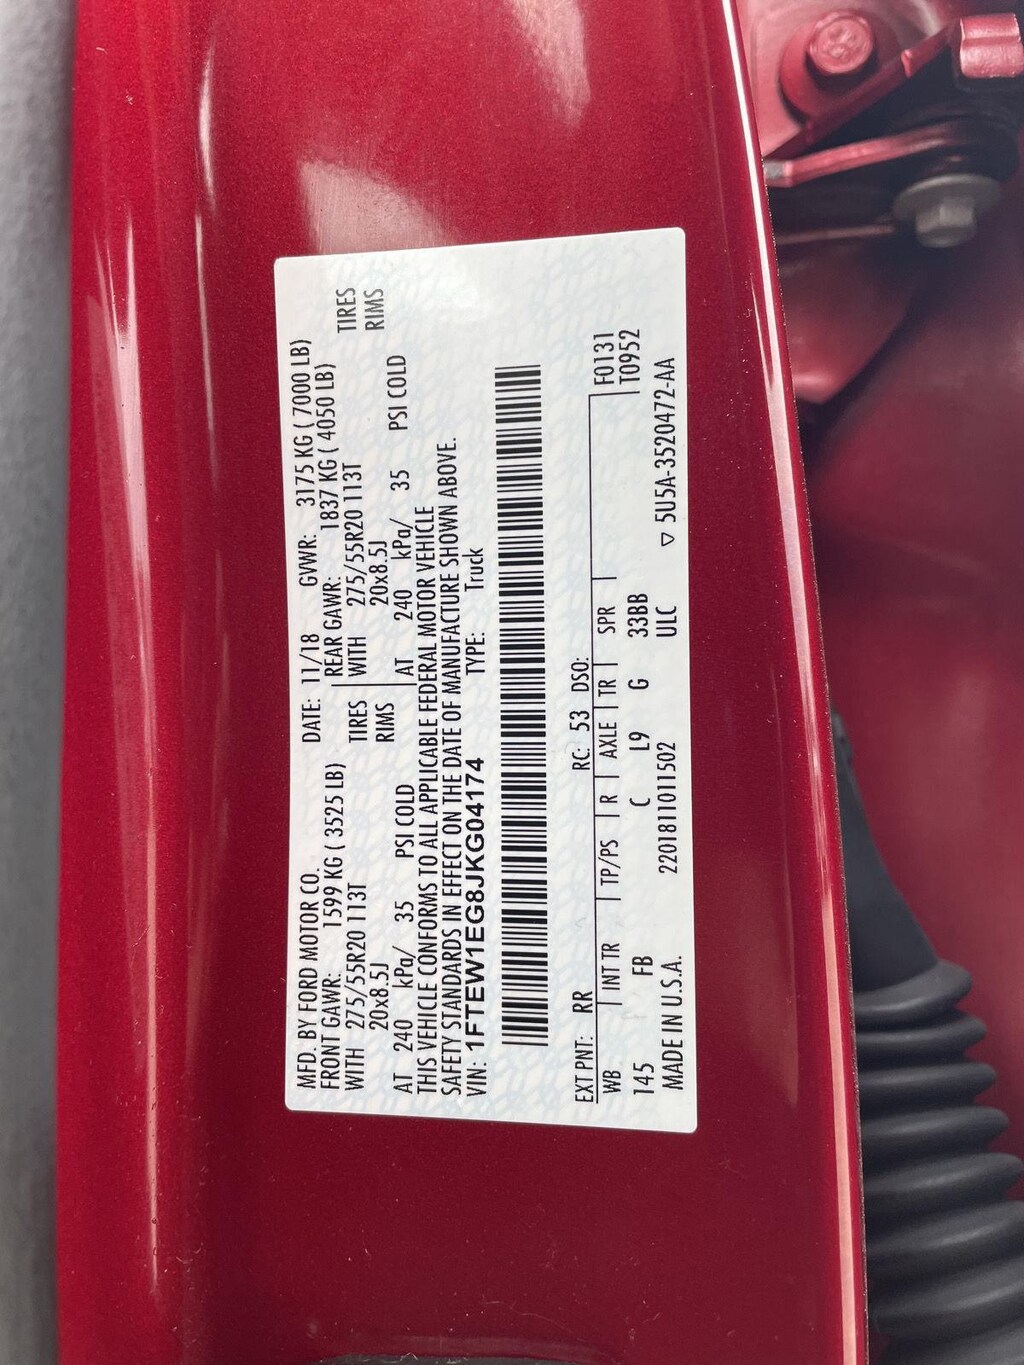 MFD. BY FORD MOTOR CO. DATE: 11/18 GVWR: 3175 KG ( 7000 LB)
FRONT GAWR: 1599 KG ( 3525 LB) REAR GAWR: 1837 KG ( 4050 LB)
WITH 275/55R20 113T TIRES WITH 275/55R20 113T TIRES
20x8.5J RIMS 20x8.5J RIMS
AT 240 kPa/ 35 PSI COLD AT 240 kPa/ 35 PSI COLD
THIS VEHICLE CONFORMS TO ALL APPLICABLE FEDERAL MOTOR VEHICLE
SAFETY STANDARDS IN EFFECT ON THE DATE OF MANUFACTURE SHOWN ABOVE.
VIN: 1FTEW1EG8JKG04174 TYPE: Truck
EXT PNT: RR RC: 53 DSO: F0131
WB INT TR TP/PS R AXLE TR SPR T0952
145 FB C L9 G 33BB
MADE IN U.S.A. 2201811011502 ULC ▽ 5U5A-3520472-AA